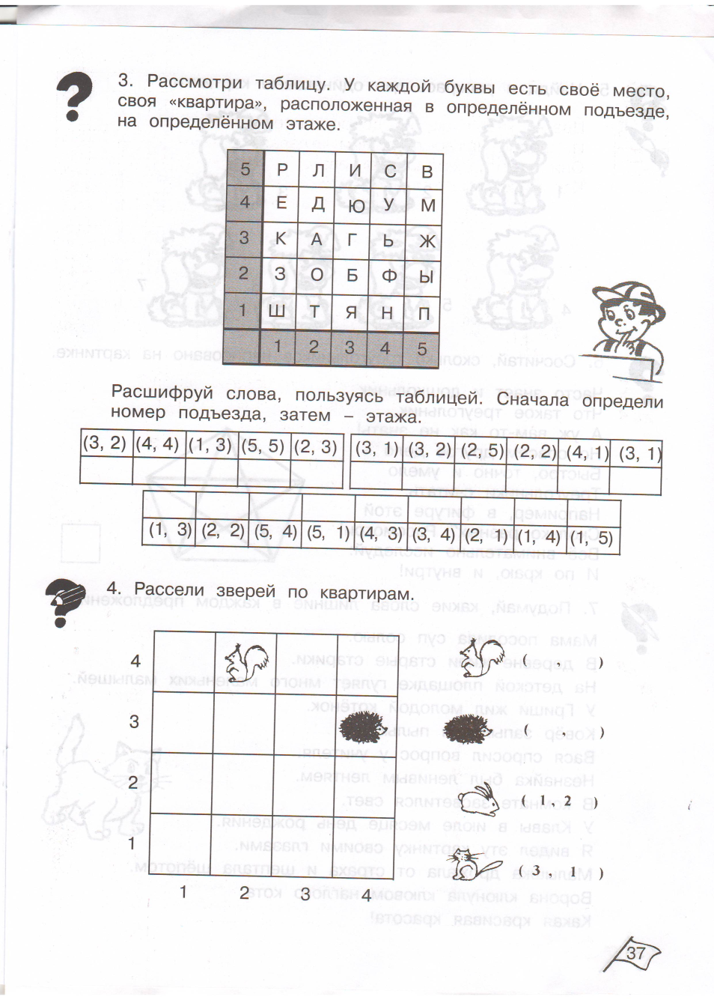 3. Рассмотри таблицу. У каждой буквы есть своё место,
своя «квартира», расположенная в определённом подъезде,
на определённом этаже.
5 Р Л И С В
4 Е Д Ю У М
3 К А Г Ь Ж
2 З О Б Ф Ы
1 Ш Т Я Н П
1 2 3 4 5
Расшифруй слова, пользуясь таблицей. Сначала определи
номер подъезда, затем – этажа.
(3, 2) (4, 4) (1, 3) (5, 5) (2, 3) (3, 1) (3, 2) (2, 5) (2, 2) (4, 1) (3, 1)
(1, 3) (2, 2) (5, 4) (5, 1) (4, 3) (3, 4) (2, 1) (1, 4) (1, 5)
4. Рассели зверей по квартирам.
4 ( , )
3 ( , )
2 ( 1 , 2 )
1 ( 3 , 1 )
1 2 3 4
37